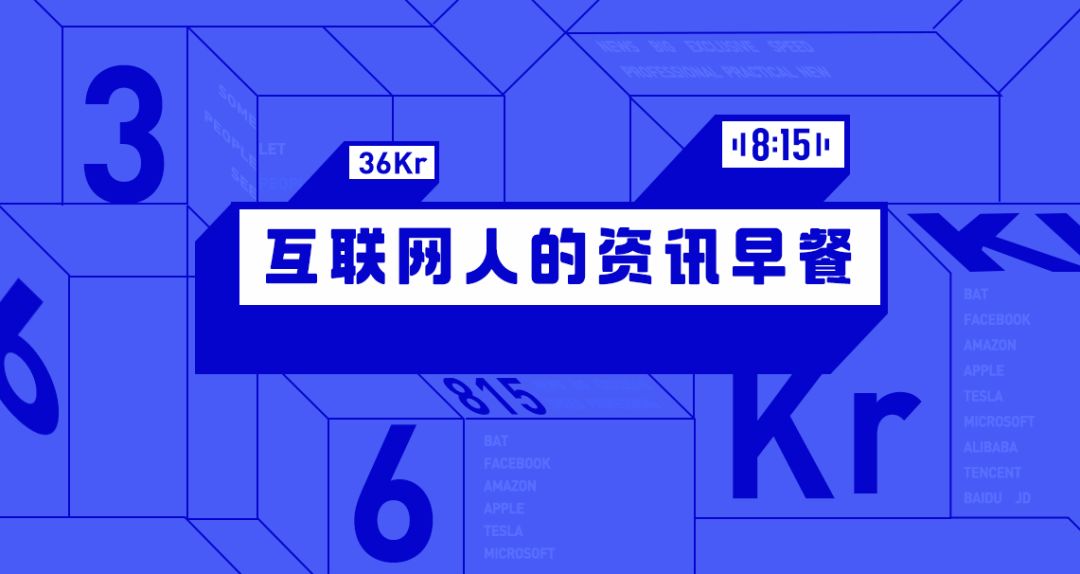 3
NEWS BIG EXCLUSIVE SPEED
PROFESSIONAL PRACTICAL NEW
SOME
PEOPLE
SEE
LET
36Kr
8:15
互联网人的资讯早餐
6
BAT
FACEBOOK
AMAZON
APPLE
TESLA
MICROSOFT
ALIBABA
TENCENT
BAIDU JD
815
6
BAT
FACEBOOK
AMAZON
APPLE
TESLA
MICROSOFT
Kr